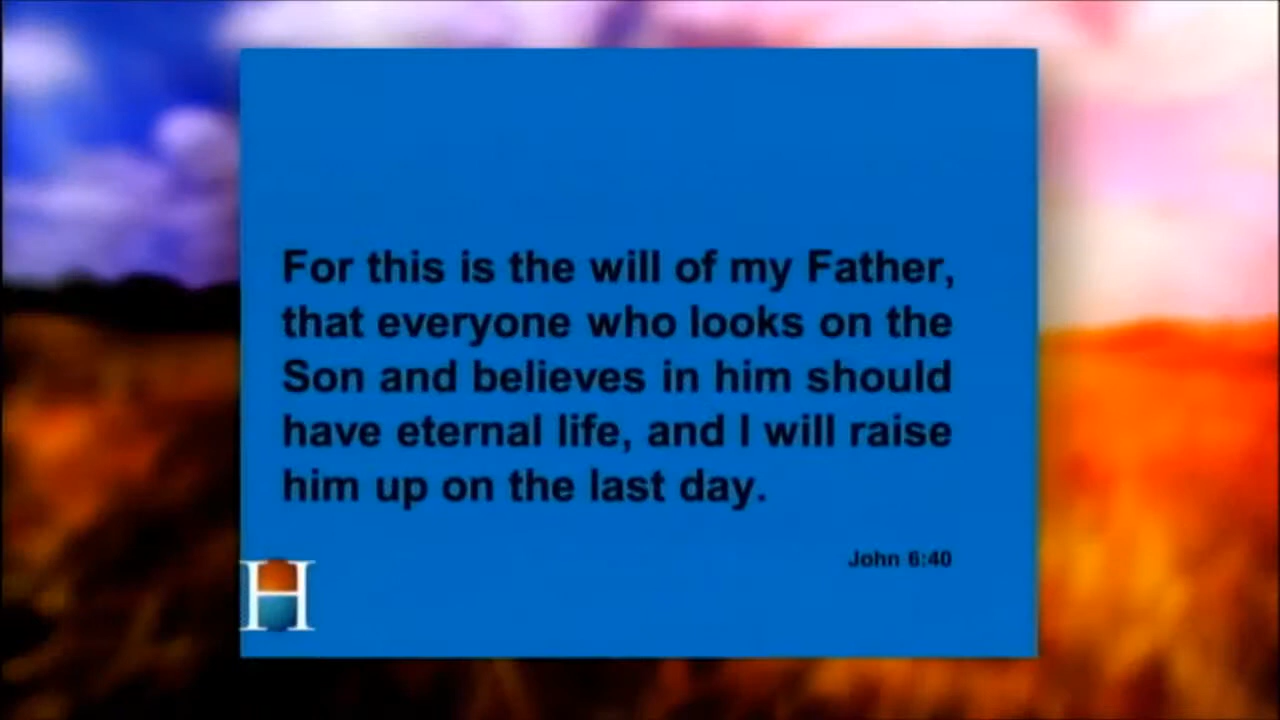 For this is the will of my Father,
that everyone who looks on the
Son and believes in him should
have eternal life, and I will raise
him up on the last day.
John 6:40
H